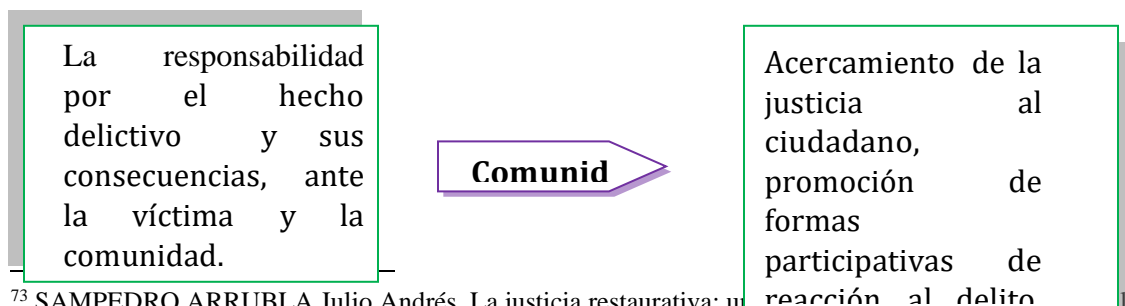 La responsabilidad
por el hecho
delictivo y sus
consecuencias, ante
la víctima y la
comunidad.
Comunid
Acercamiento de la
justicia al
ciudadano,
promoción de
formas
participativas de
reacción al delito
73 SAMPEDRO ARRUBLA Julio Andrés. La justicia restaurativa: